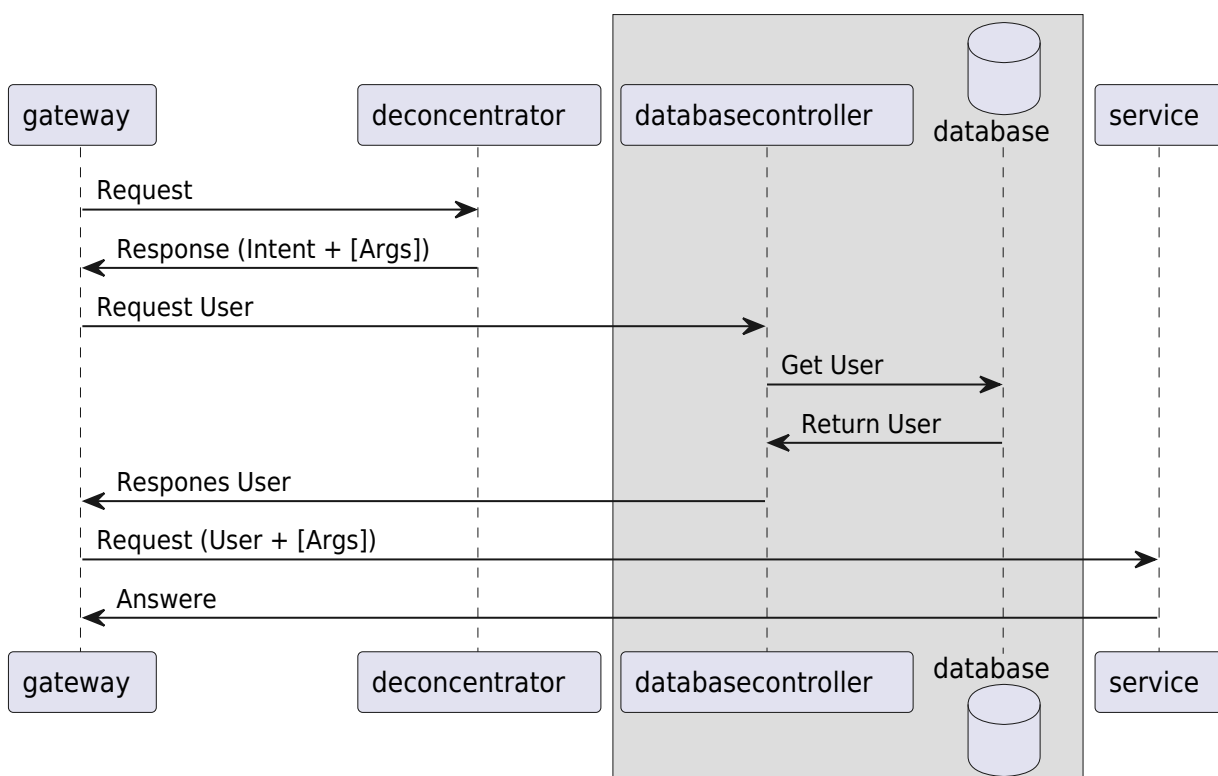 database
gateway
deconcentrator
databasecontroller
service
Request
Response (Intent + [Args])
Request User
Get User
Return User
Respones User
Request (User + [Args])
Answere
gateway
deconcentrator
databasecontroller
database
service